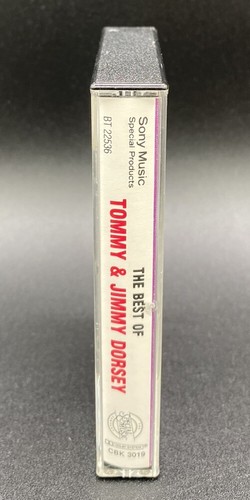 Sony Music
Special Products
BT 22536
THE BEST OF
TOMMY & JIMMY DORSEY
CBK 3019